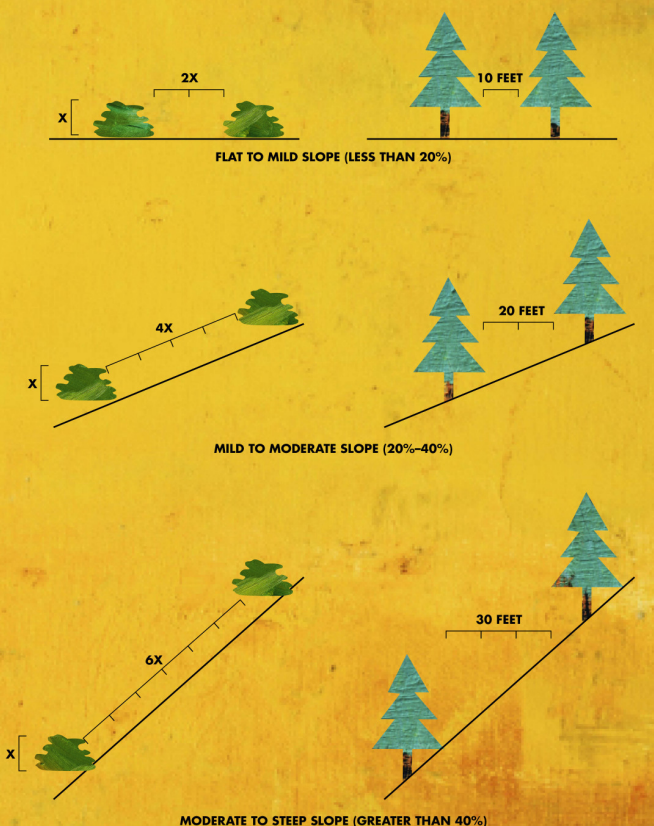 2X
X
10 FEET
FLAT TO MILD SLOPE (LESS THAN 20%)
4X
X
20 FEET
MILD TO MODERATE SLOPE (20%–40%)
6X
X
30 FEET
MODERATE TO STEEP SLOPE (GREATER THAN 40%)